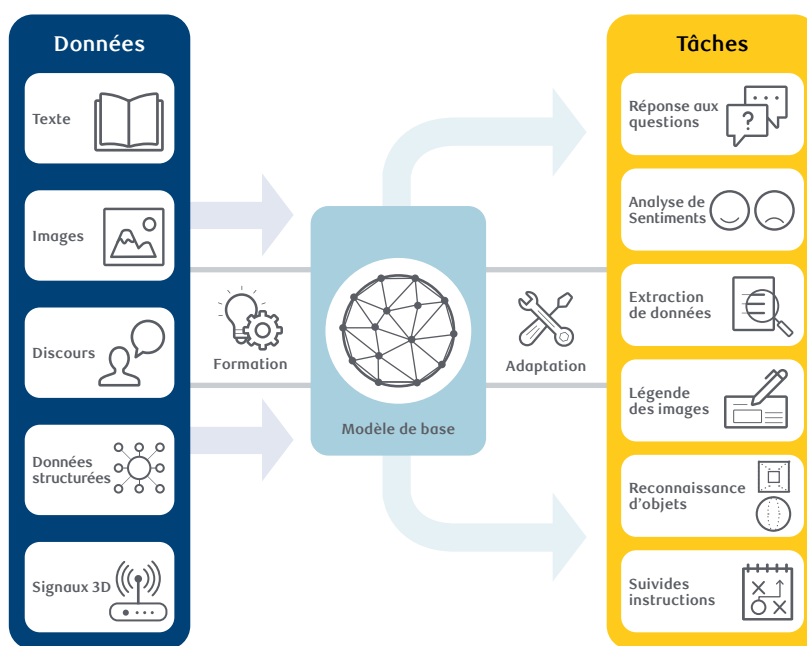 Données
Texte
Images
Discours
Données
structurées
Signaux 3D
Formation
Modèle de base
Adaptation
Tâches
Réponse aux
questions
?
Analyse de
Sentiments
Extraction
de données
Légende
des images
Reconnaissance
d'objets
Suivides
instructions